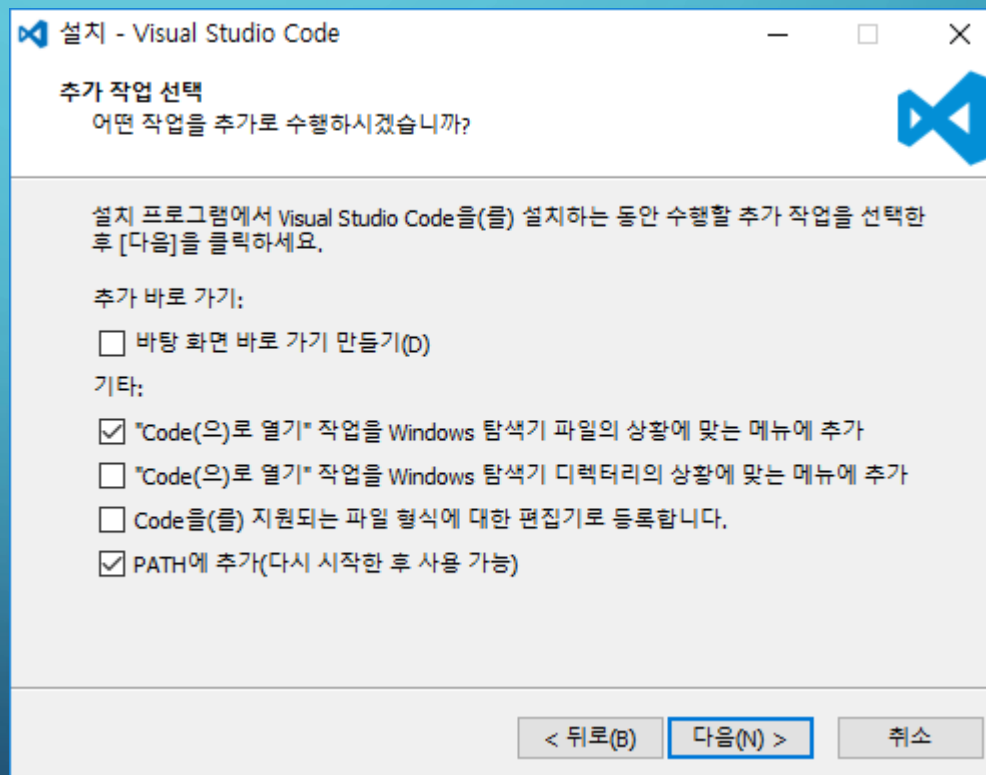 설치 - Visual Studio Code
추가 작업 선택
어떤 작업을 추가로 수행하시겠습니까?
설치 프로그램에서 Visual Studio Code을(를) 설치하는 동안 수행할 추가 작업을 선택한
후 [다음]을 클릭하세요.
추가 바로 가기:
바탕 화면 바로 가기 만들기(D)
기타:
"Code(으)로 열기" 작업을 Windows 탐색기 파일의 상황에 맞는 메뉴에 추가
"Code(으)로 열기" 작업을 Windows 탐색기 디렉터리의 상황에 맞는 메뉴에 추가
Code을(를) 지원되는 파일 형식에 대한 편집기로 등록합니다.
PATH에 추가(다시 시작한 후 사용 가능)
< 뒤로(B) 다음(N) > 취소